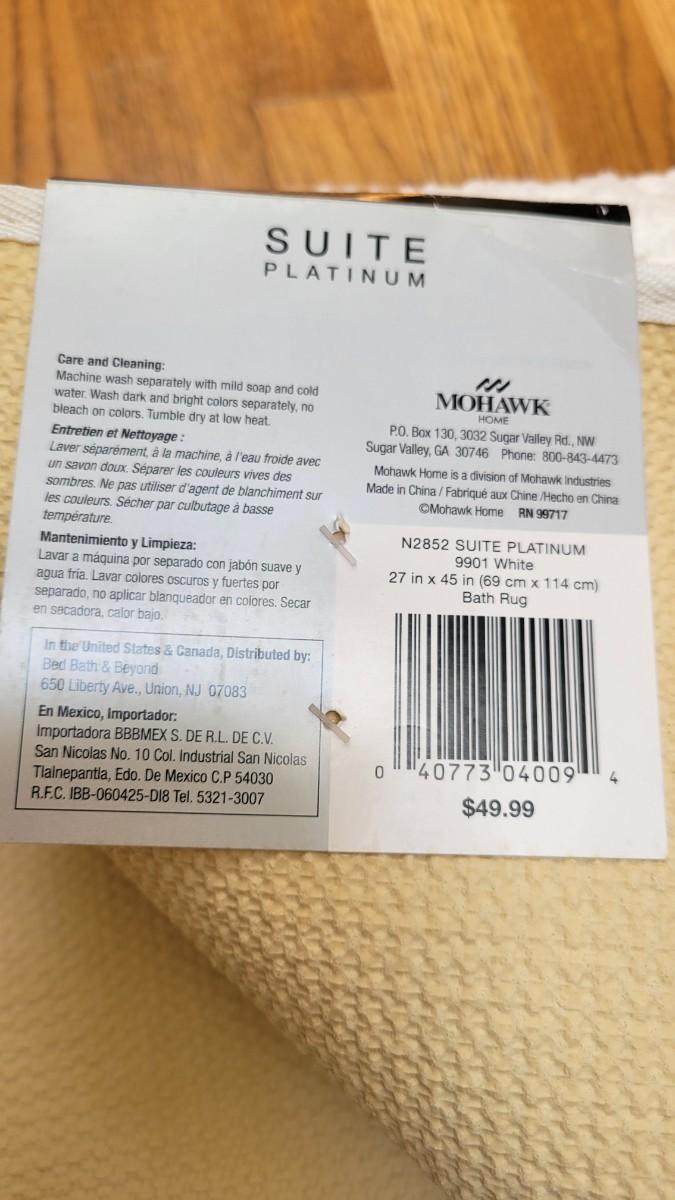 SUITE
PLATINUM
Care and Cleaning:
Machine wash separately with mild soap and cold
water. Wash dark and bright colors separately, no
bleach on colors. Tumble dry at low heat.
Entretien et Nettoyage :
Laver séparément, à la machine, à l'eau froide avec
un savon doux. Séparer les couleurs vives des
sombres. Ne pas utiliser d'agent de blanchiment sur
les couleurs. Sécher par culbutage à basse
température.
Mantenimiento y Limpieza:
Lavar a máquina por separado con jabón suave y
agua fría. Lavar colores oscuros y fuertes por
separado, no aplicar blanqueador en colores. Secar
en secadora, calor bajo.
In the United States & Canada, Distributed by:
Bed Bath & Beyond
650 Liberty Ave., Union, NJ 07083
En Mexico, Importador:
Importadora BBBMEX S. DE R.L. DE C.V.
San Nicolas No. 10 Col. Industrial San Nicolas
Tlalnepantla, Edo. De Mexico C.P 54030
R.F.C. IBB-060425-DI8 Tel. 5321-3007
MOHAWK
HOME
P.O. Box 130, 3032 Sugar Valley Rd., NW
Sugar Valley, GA 30746 Phone: 800-843-4473
Mohawk Home is a division of Mohawk Industries
Made in China / Fabriqué aux Chine /Hecho en China
©Mohawk Home RN 99717
N2852 SUITE PLATINUM
9901 White
27 in x 45 in (69 cm x 114 cm)
Bath Rug
0 40773 04009 4
$49.99